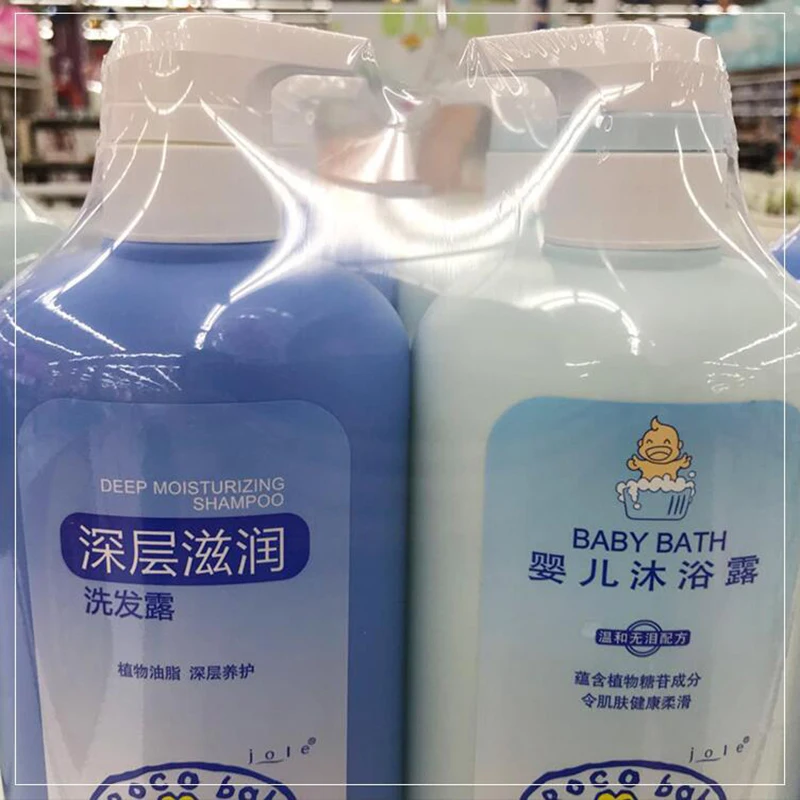 DEEP MOISTURIZING
SHAMPOO
深层滋润
洗发露
植物油脂 深层养护
jole®
BABY BATH
婴儿沐浴露
温和无泪配方
蕴含植物糖苷成分
令肌肤健康柔滑
jole®